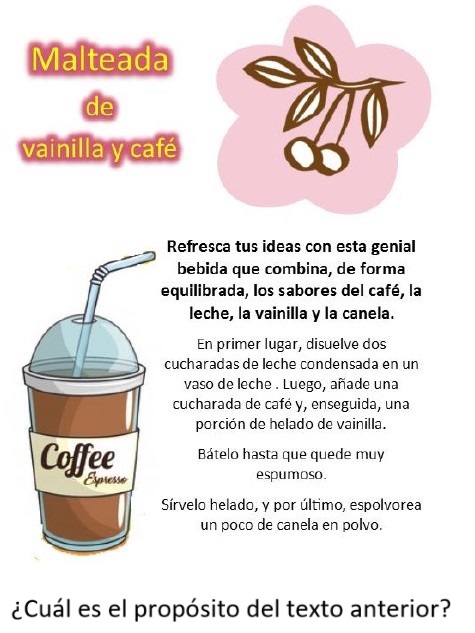 Malteada
de
vainilla y café
Refresca tus ideas con esta genial
bebida que combina, de forma
equilibrada, los sabores del café, la
leche, la vainilla y la canela.
En primer lugar, disuelve dos
cucharadas de leche condensada en un
vaso de leche . Luego, añade una
cucharada de café y, enseguida, una
porción de helado de vainilla.
Bátelo hasta que quede muy
espumoso.
Sírvelo helado, y por último, espolvorea
un poco de canela en polvo.
Coffee
Espresso
¿Cuál es el propósito del texto anterior?